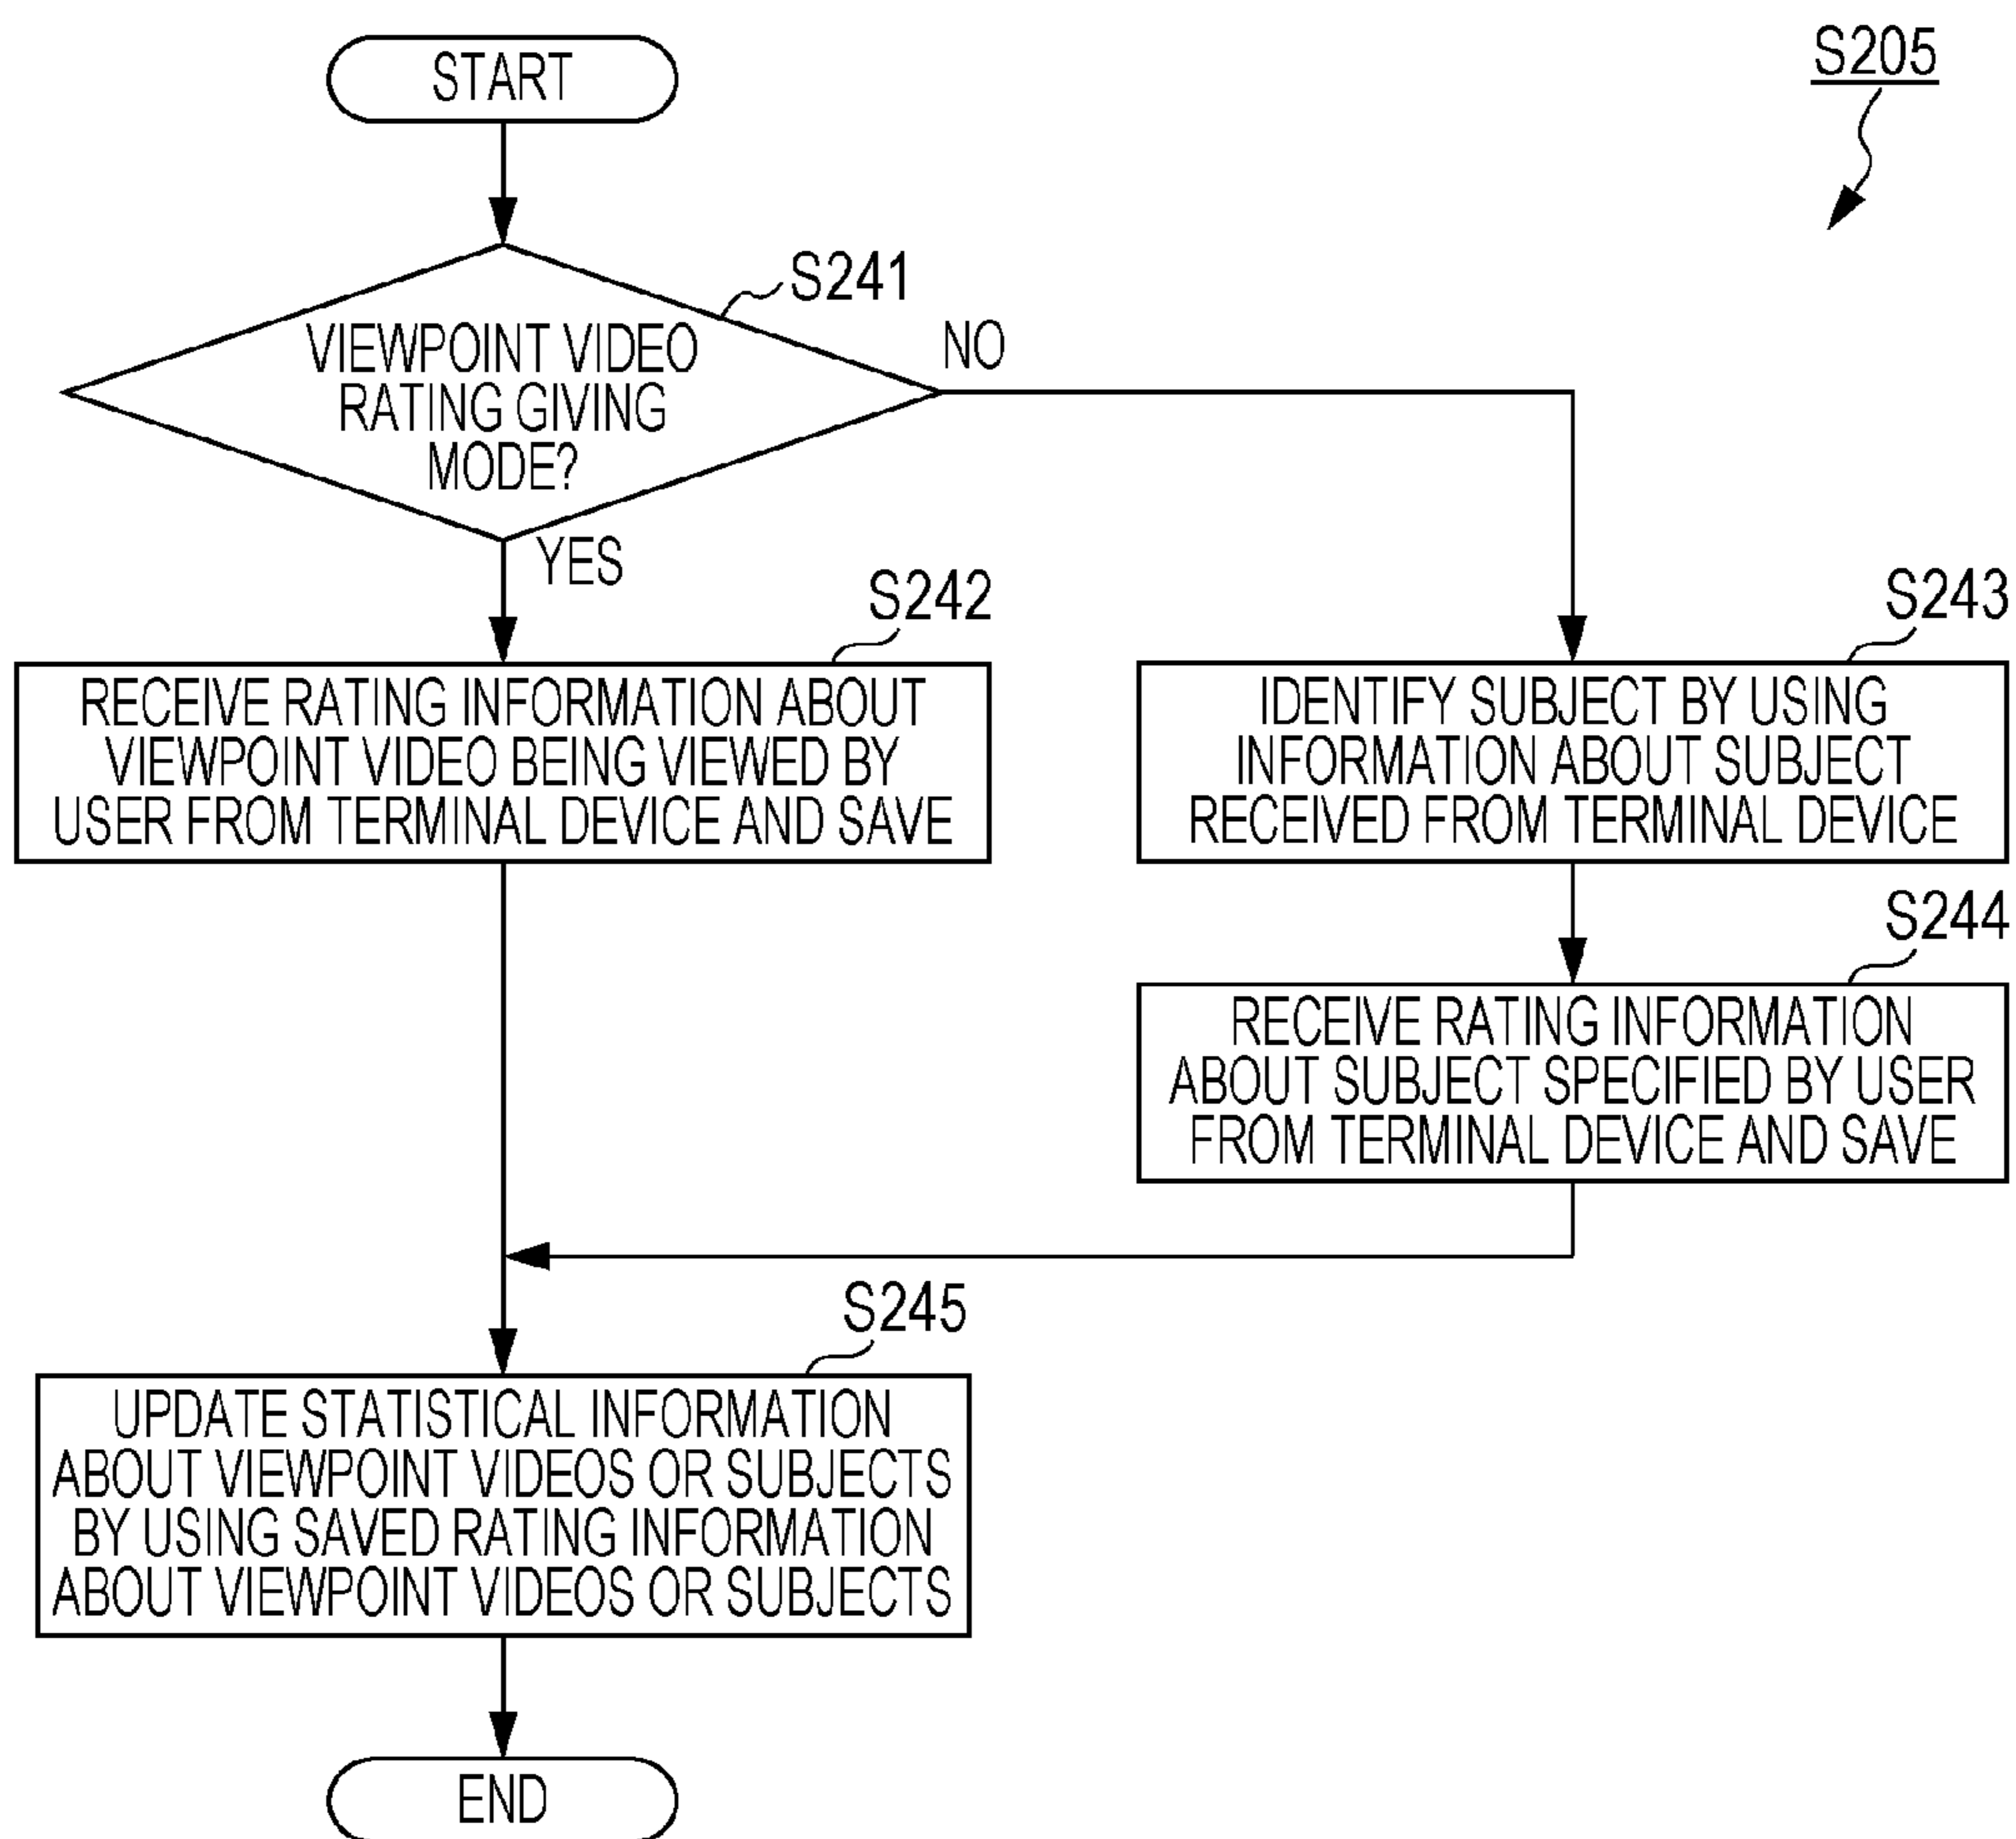 START
S205
S241
VIEWPOINT VIDEO
RATING GIVING
MODE?
NO
YES
S242
RECEIVE RATING INFORMATION ABOUT
VIEWPOINT VIDEO BEING VIEWED BY
USER FROM TERMINAL DEVICE AND SAVE
S243
IDENTIFY SUBJECT BY USING
INFORMATION ABOUT SUBJECT
RECEIVED FROM TERMINAL DEVICE
S244
RECEIVE RATING INFORMATION
ABOUT SUBJECT SPECIFIED BY USER
FROM TERMINAL DEVICE AND SAVE
S245
UPDATE STATISTICAL INFORMATION
ABOUT VIEWPOINT VIDEOS OR SUBJECTS
BY USING SAVED RATING INFORMATION
ABOUT VIEWPOINT VIDEOS OR SUBJECTS
END